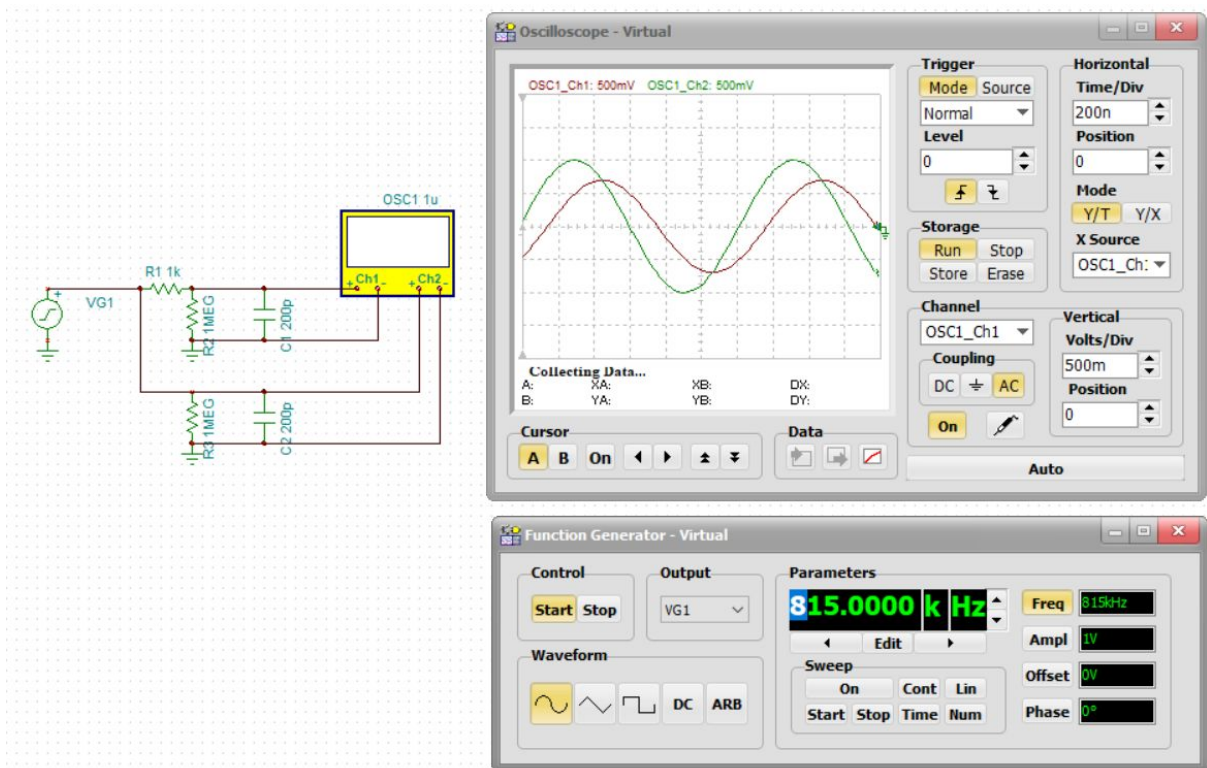 Oscilloscope - Virtual
OSC1_Ch1: 500mV OSC1_Ch2: 500mV
Collecting Data...
A: XA: XB: DX:
B: YA: YB: DY:
Cursor
A B On
Data
Trigger
Mode Source
Normal
Level
0
Storage
Run Stop
Store Erase
Channel
OSC1_Ch1
Coupling
DC AC
On
Horizontal
Time/Div
200n
Position
0
Mode
Y/T Y/X
X Source
OSC1_Ch:
Vertical
Volts/Div
500m
Position
0
Auto
OSC1 1u
+ Ch1 - + Ch2 -
R1 1k
+
VG1
R2 1MEG
C1 200p
R3 1MEG
C2 200p
Function Generator - Virtual
Control
Start Stop
Output
VG1
Waveform
DC ARB
Parameters
815.0000 k Hz
Edit
Sweep
On Cont Lin
Start Stop Time Num
Freq 815kHz
Ampl 1V
Offset 0V
Phase 0°